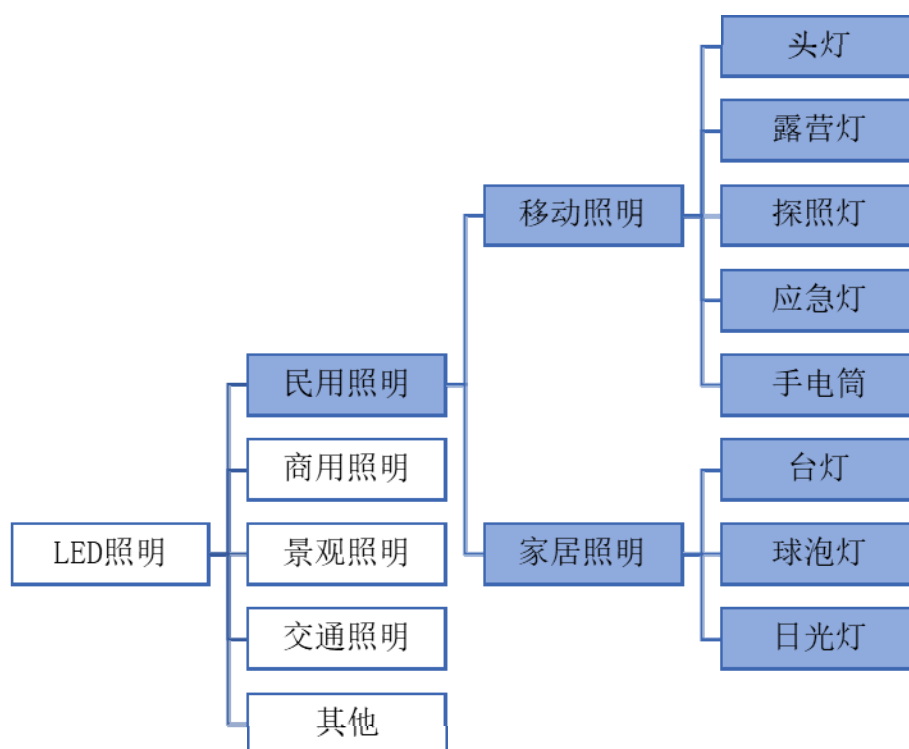 头灯
露营灯
移动照明
探照灯
应急灯
民用照明
手电筒
商用照明
台灯
LED照明
景观照明
家居照明
球泡灯
交通照明
日光灯
其他